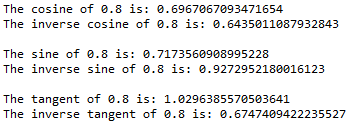 The cosine of 0.8 is: 0.6967067093471654
The inverse cosine of 0.8 is: 0.6435011087932843
The sine of 0.8 is: 0.7173560908995228
The inverse sine of 0.8 is: 0.9272952180016123
The tangent of 0.8 is: 1.0296385570503641
The inverse tangent of 0.8 is: 0.6747409422235527